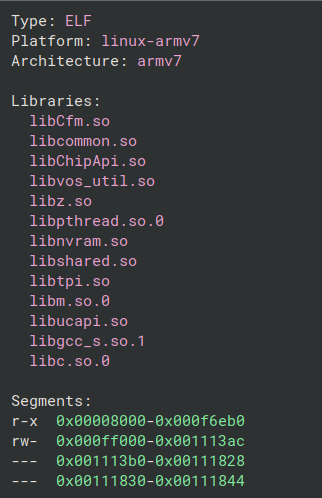 Type: ELF
Platform: linux-armv7
Architecture: armv7
Libraries:
libCfm.so
libcommon.so
libChipApi.so
libvos_util.so
libz.so
libpthread.so.0
libnvram.so
libshared.so
libtpi.so
libm.so.0
libucapi.so
libgcc_s.so.1
libc.so.0
Segments:
r-x 0x00008000-0x000f6eb0
rw- 0x000ff000-0x001113ac
--- 0x001113b0-0x00111828
--- 0x00111830-0x00111844